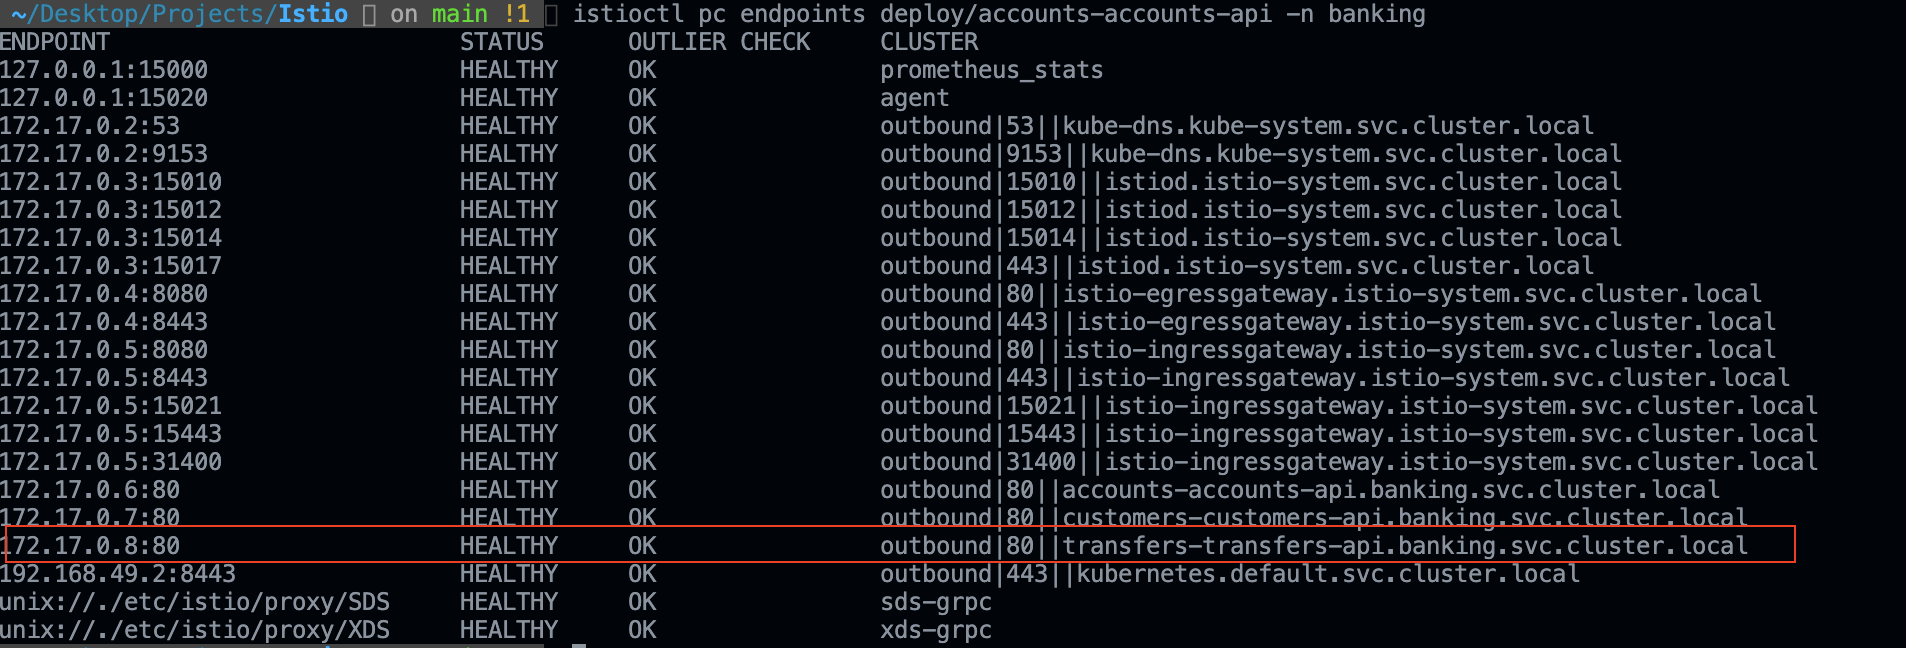 ~/Desktop/Projects/Istio on main !1 istioctl pc endpoints deploy/accounts-accounts-api -n banking
ENDPOINT STATUS OUTLIER CHECK CLUSTER
127.0.0.1:15000 HEALTHY OK prometheus_stats
127.0.0.1:15020 HEALTHY OK agent
172.17.0.2:53 HEALTHY OK outbound|53||kube-dns.kube-system.svc.cluster.local
172.17.0.2:9153 HEALTHY OK outbound|9153||kube-dns.kube-system.svc.cluster.local
172.17.0.3:15010 HEALTHY OK outbound|15010||istiod.istio-system.svc.cluster.local
172.17.0.3:15012 HEALTHY OK outbound|15012||istiod.istio-system.svc.cluster.local
172.17.0.3:15014 HEALTHY OK outbound|15014||istiod.istio-system.svc.cluster.local
172.17.0.3:15017 HEALTHY OK outbound|443||istiod.istio-system.svc.cluster.local
172.17.0.4:8080 HEALTHY OK outbound|80||istio-egressgateway.istio-system.svc.cluster.local
172.17.0.4:8443 HEALTHY OK outbound|443||istio-egressgateway.istio-system.svc.cluster.local
172.17.0.5:8080 HEALTHY OK outbound|80||istio-ingressgateway.istio-system.svc.cluster.local
172.17.0.5:8443 HEALTHY OK outbound|443||istio-ingressgateway.istio-system.svc.cluster.local
172.17.0.5:15021 HEALTHY OK outbound|15021||istio-ingressgateway.istio-system.svc.cluster.local
172.17.0.5:15443 HEALTHY OK outbound|15443||istio-ingressgateway.istio-system.svc.cluster.local
172.17.0.5:31400 HEALTHY OK outbound|31400||istio-ingressgateway.istio-system.svc.cluster.local
172.17.0.6:80 HEALTHY OK outbound|80||accounts-accounts-api.banking.svc.cluster.local
172.17.0.7:80 HEALTHY OK outbound|80||customers-customers-api.banking.svc.cluster.local
172.17.0.8:80 HEALTHY OK outbound|80||transfers-transfers-api.banking.svc.cluster.local
192.168.49.2:8443 HEALTHY OK outbound|443||kubernetes.default.svc.cluster.local
unix://./etc/istio/proxy/SDS HEALTHY OK sds-grpc
unix://./etc/istio/proxy/XDS HEALTHY OK xds-grpc